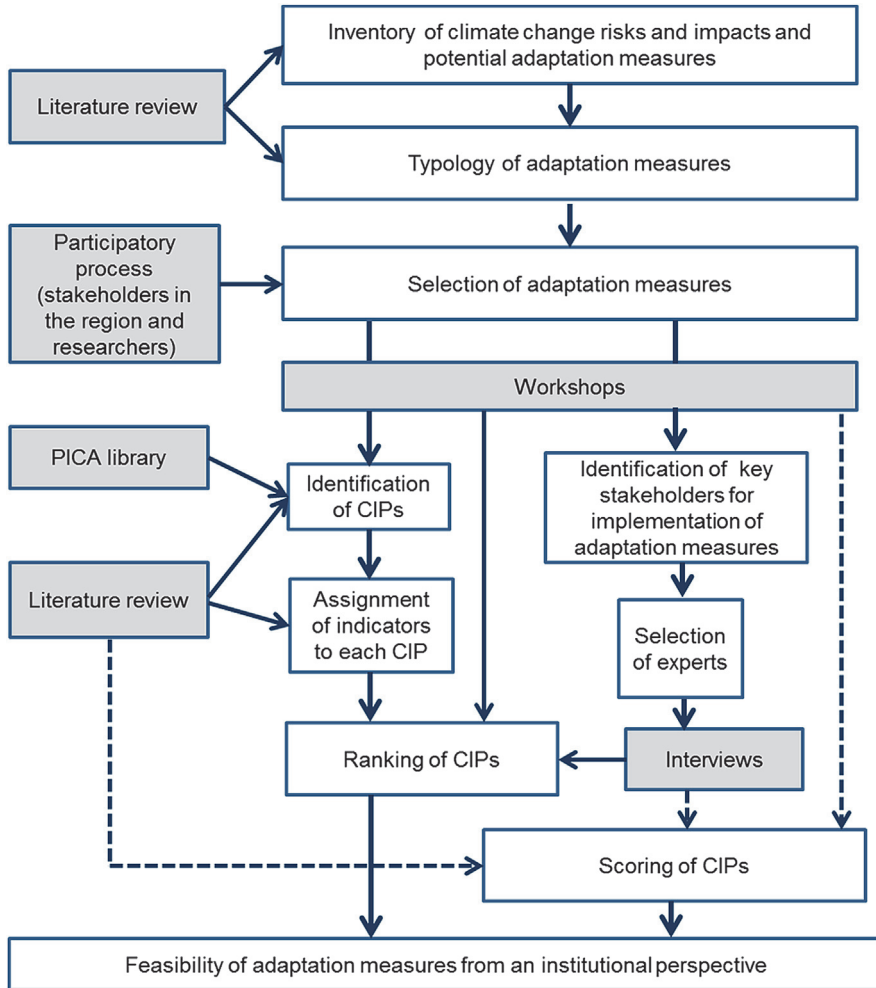 Inventory of climate change risks and impacts and
potential adaptation measures
Literature review
Typology of adaptation measures
Participatory
process
(stakeholders in
the region and
researchers)
Selection of adaptation measures
Workshops
PICA library
Identification
of CIPs
Identification of key
stakeholders for
implementation of
adaptation measures
Literature review
Assignment
of indicators
to each CIP
Selection
of experts
Ranking of CIPs
Interviews
Scoring of CIPs
Feasibility of adaptation measures from an institutional perspective